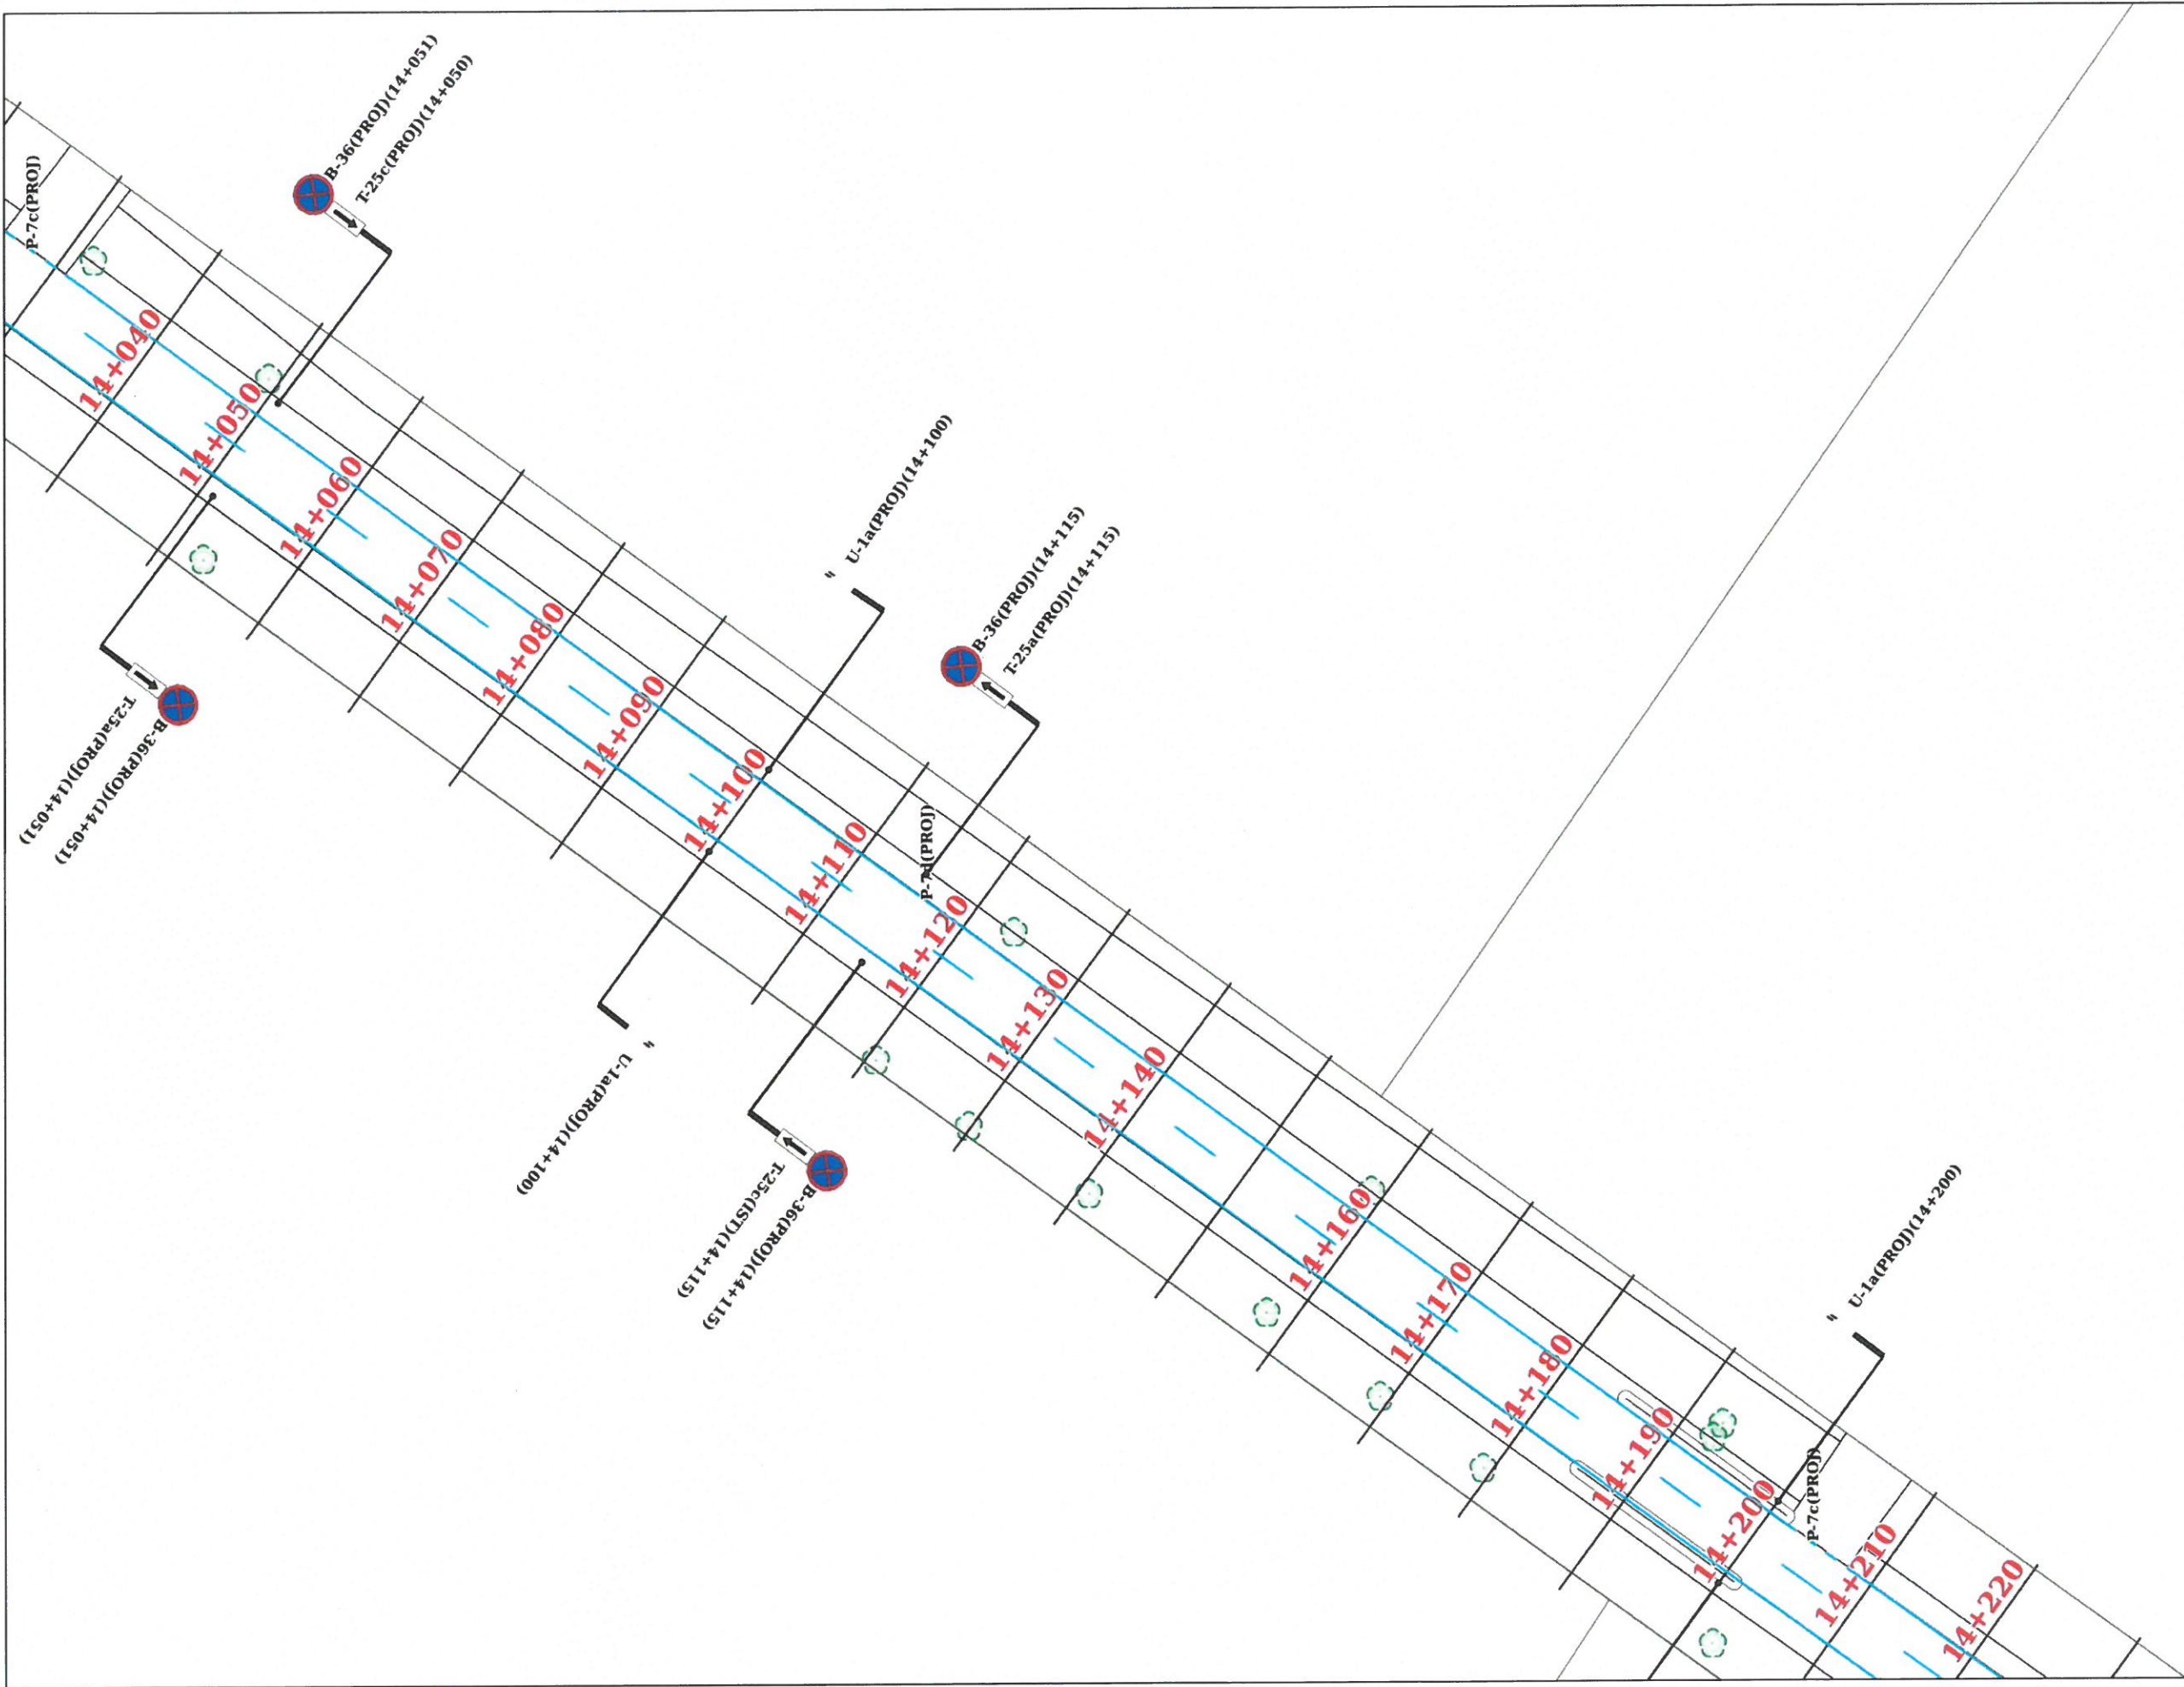 B-36(PROJ)(14+051)
T-25c(PROJ)(14+050)
P-7c(PROJ)
14+040
14+050
14+060
14+070
14+080
14+090
14+100
14+110
14+120
14+130
14+140
14+160
14+170
14+180
14+190
14+200
14+210
14+220
T-25a(PROJ)(14+051)
B-36(PROJ)(14+051)
U-1a(PROJ)(14+100)
B-36(PROJ)(14+115)
T-25a(PROJ)(14+115)
P-7d(PROJ)
U-1a(PROJ)(14+100)
T-25c(IST)(14+115)
B-36(PROJ)(14+115)
U-1a(PROJ)(14+200)
P-7c(PROJ)